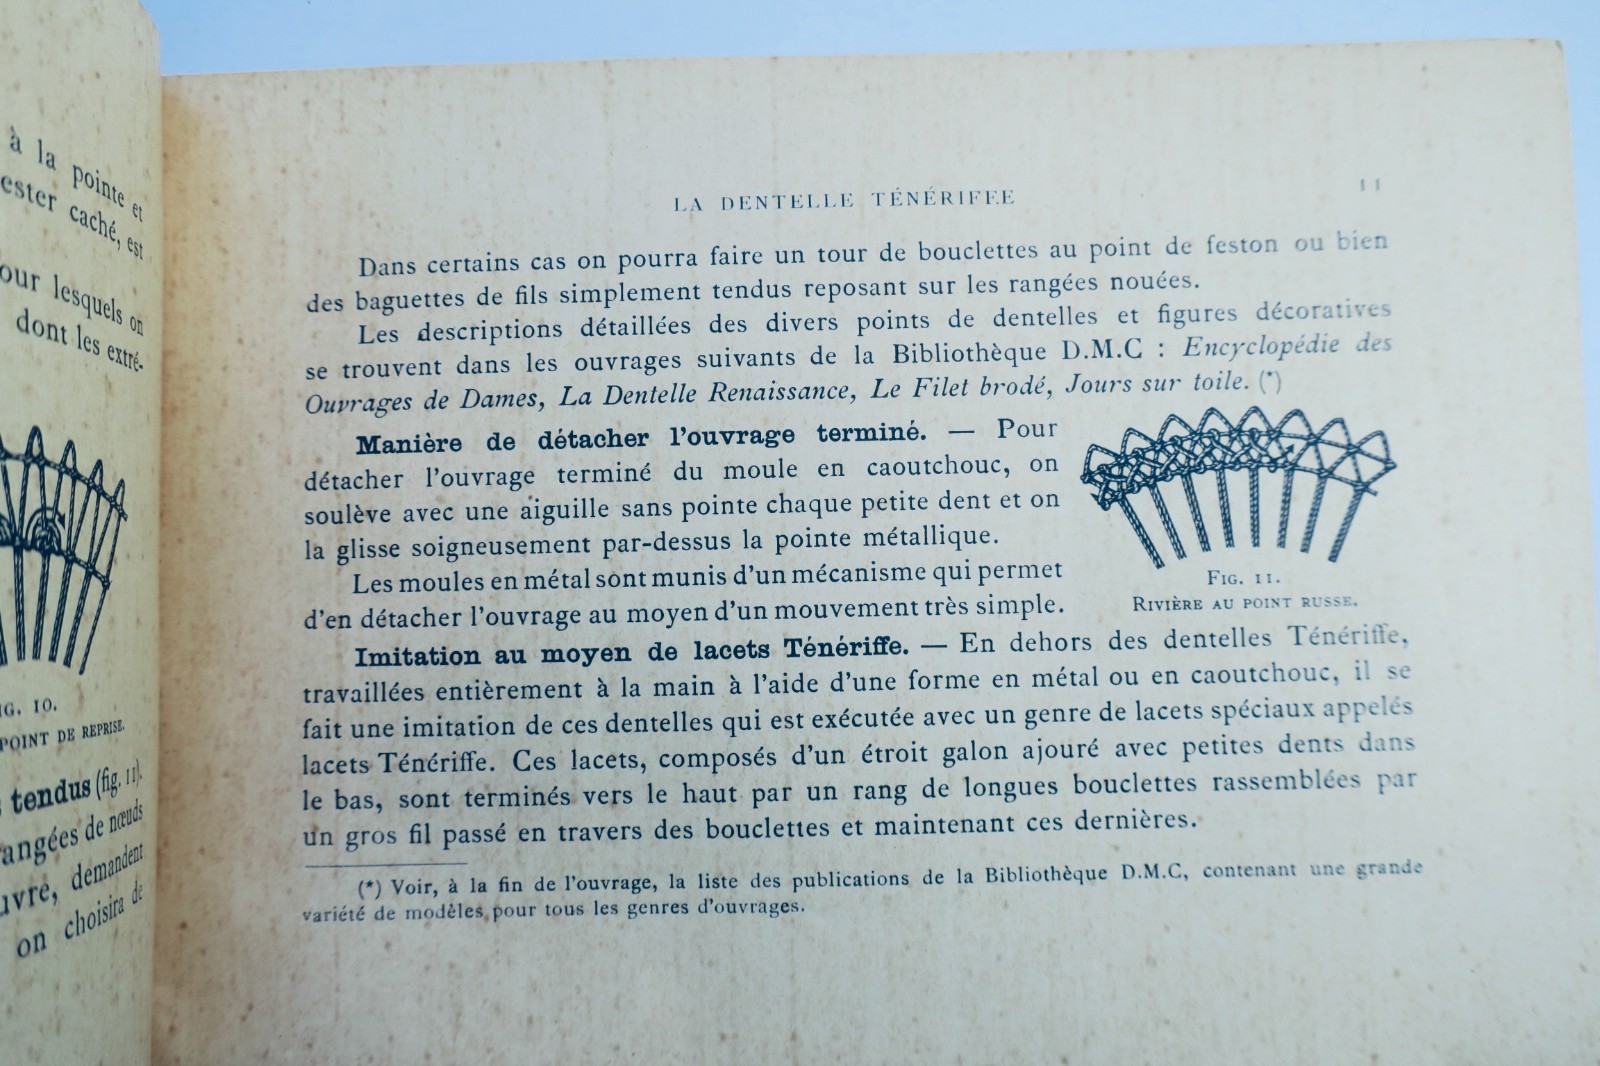 à la pointe et
ester caché, est
our lesquels on
dont les extré-
IG. 10.
POINT DE REPRISE.
tendus (fig. 11).
angées de nœuds
uvre, demandent
on choisira de
LA DENTELLE TÉNÉRIFFE 11
Dans certains cas on pourra faire un tour de bouclettes au point de feston ou bien
des baguettes de fils simplement tendus reposant sur les rangées nouées.
Les descriptions détaillées des divers points de dentelles et figures décoratives
se trouvent dans les ouvrages suivants de la Bibliothèque D.M.C : Encyclopédie des
Ouvrages de Dames, La Dentelle Renaissance, Le Filet brodé, Jours sur toile. (*)
Manière de détacher l'ouvrage terminé. — Pour
détacher l'ouvrage terminé du moule en caoutchouc, on
soulève avec une aiguille sans pointe chaque petite dent et on
la glisse soigneusement par-dessus la pointe métallique.
Les moules en métal sont munis d'un mécanisme qui permet
d'en détacher l'ouvrage au moyen d'un mouvement très simple.
FIG. 11.
RIVIÈRE AU POINT RUSSE.
Imitation au moyen de lacets Ténériffe. — En dehors des dentelles Ténériffe,
travaillées entièrement à la main à l'aide d'une forme en métal ou en caoutchouc, il se
fait une imitation de ces dentelles qui est exécutée avec un genre de lacets spéciaux appelés
lacets Ténériffe. Ces lacets, composés d'un étroit galon ajouré avec petites dents dans
le bas, sont terminés vers le haut par un rang de longues bouclettes rassemblées par
un gros fil passé en travers des bouclettes et maintenant ces dernières.
(*) Voir, à la fin de l'ouvrage, la liste des publications de la Bibliothèque D.M.C, contenant une grande
variété de modèles pour tous les genres d'ouvrages.